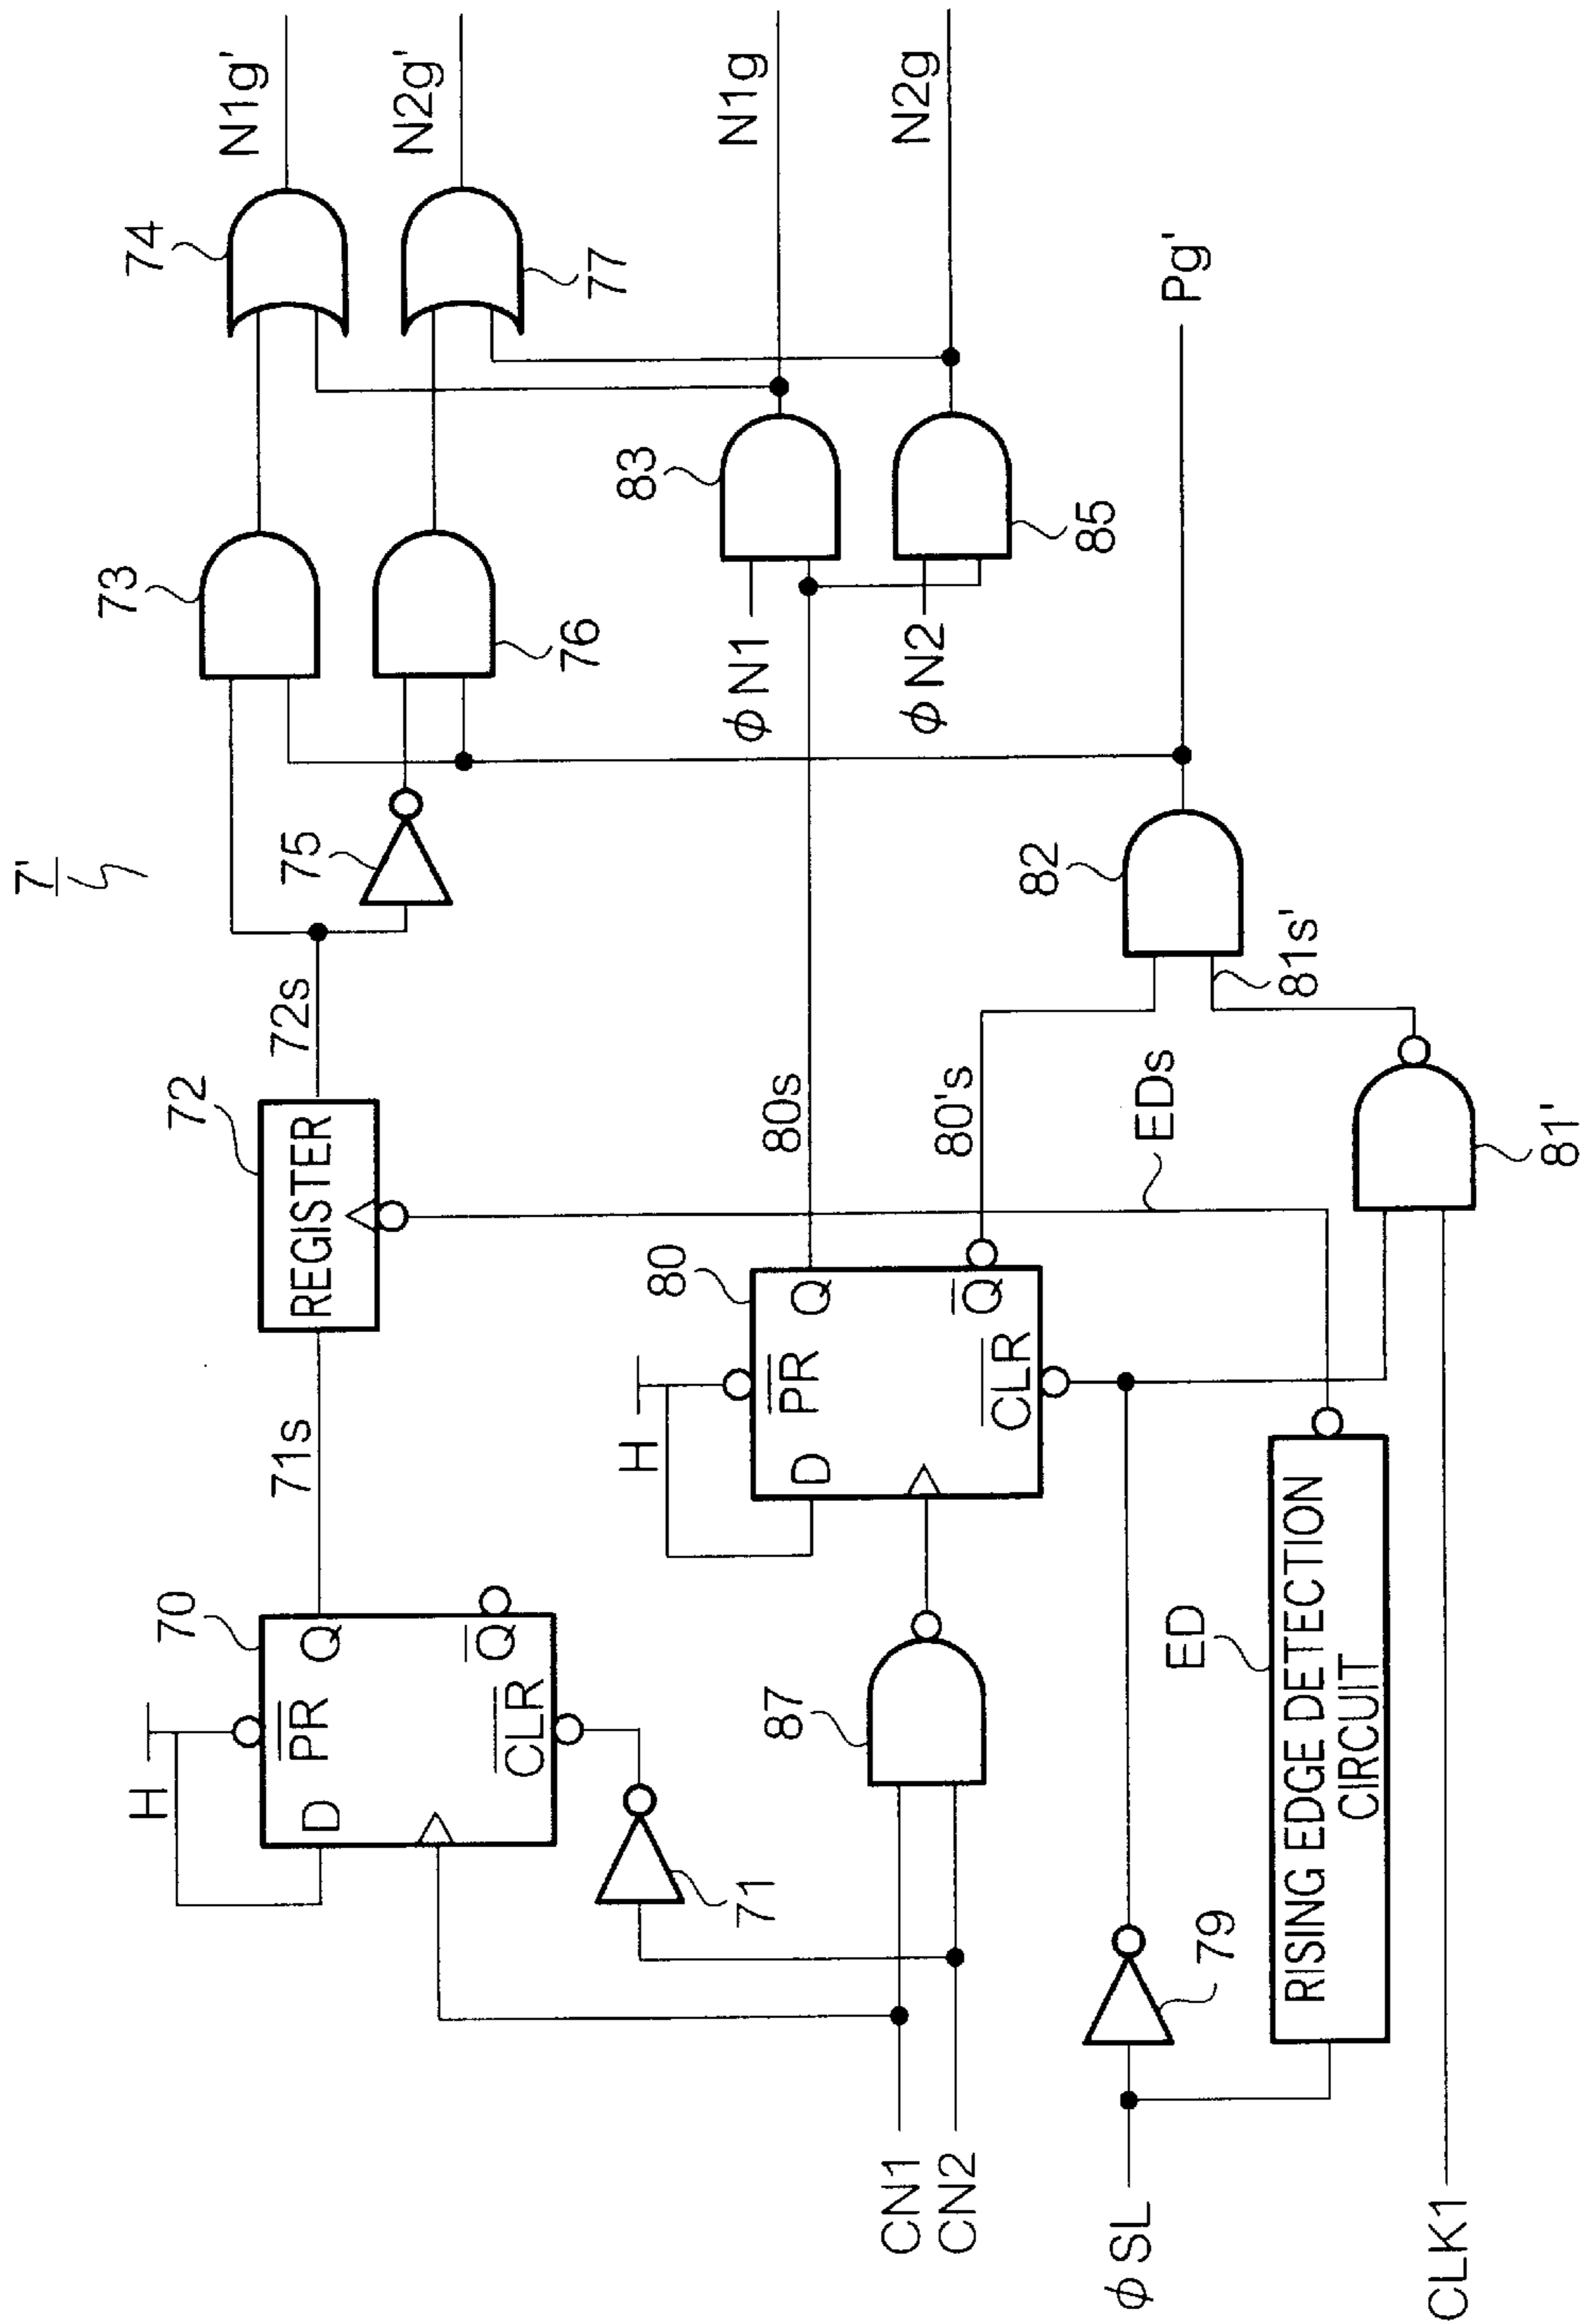 7'
H
D
PR
Q
Q
CLR
70
71
71s
REGISTER
72
72s
73
74
75
76
77
N1g'
N2g'
CN1
CN2
87
H
D
PR
Q
Q
CLR
80
80s
80's
φN1
φN2
83
85
N1g
N2g
φSL
79
RISING EDGE DETECTION
CIRCUIT
ED
EDs
CLK1
81'
81s'
82
Pg'